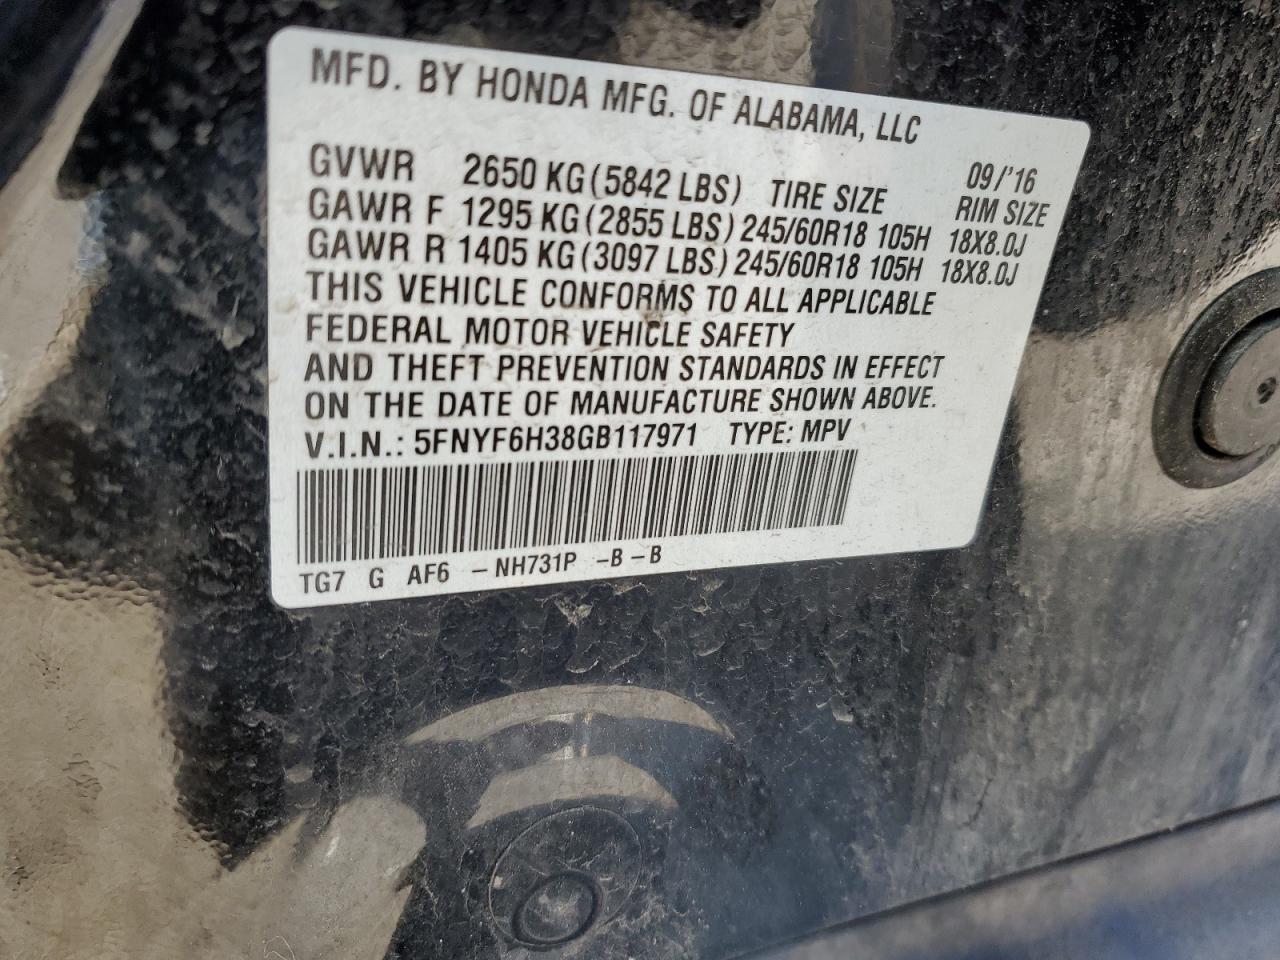 MFD. BY HONDA MFG. OF ALABAMA, LLC
09/'16
GVWR 2650 KG (5842 LBS) TIRE SIZE RIM SIZE
GAWR F 1295 KG (2855 LBS) 245/60R18 105H 18X8.0J
GAWR R 1405 KG (3097 LBS) 245/60R18 105H 18X8.0J
THIS VEHICLE CONFORMS TO ALL APPLICABLE
FEDERAL MOTOR VEHICLE SAFETY
AND THEFT PREVENTION STANDARDS IN EFFECT
ON THE DATE OF MANUFACTURE SHOWN ABOVE.
V.I.N.: 5FNYF6H38GB117971 TYPE: MPV
TG7 G AF6 – NH731P –B – B